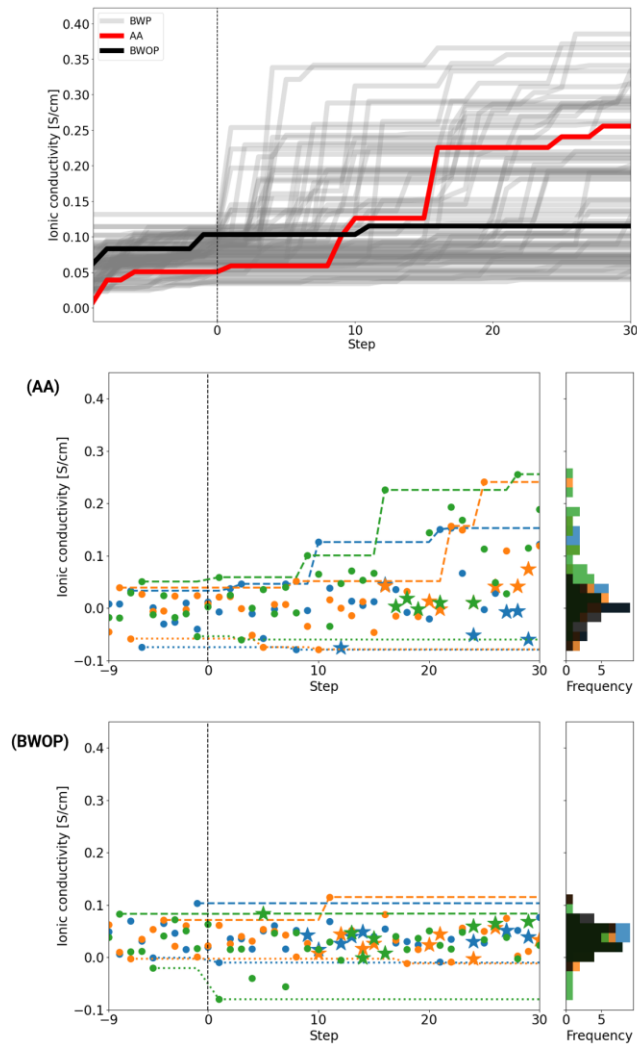 0.40
0.35
0.30
0.25
0.20
0.15
0.10
0.05
0.00
Ionic conductivity [S/cm]
BWP
AA
BWOP
0 10 20 30
Step
(AA)
0.4
0.3
0.2
0.1
0.0
−0.1
Ionic conductivity [S/cm]
−9 0 10 20 30
Step
0 5
Frequency
(BWOP)
0.4
0.3
0.2
0.1
0.0
−0.1
Ionic conductivity [S/cm]
−9 0 10 20 30
Step
0 5
Frequency